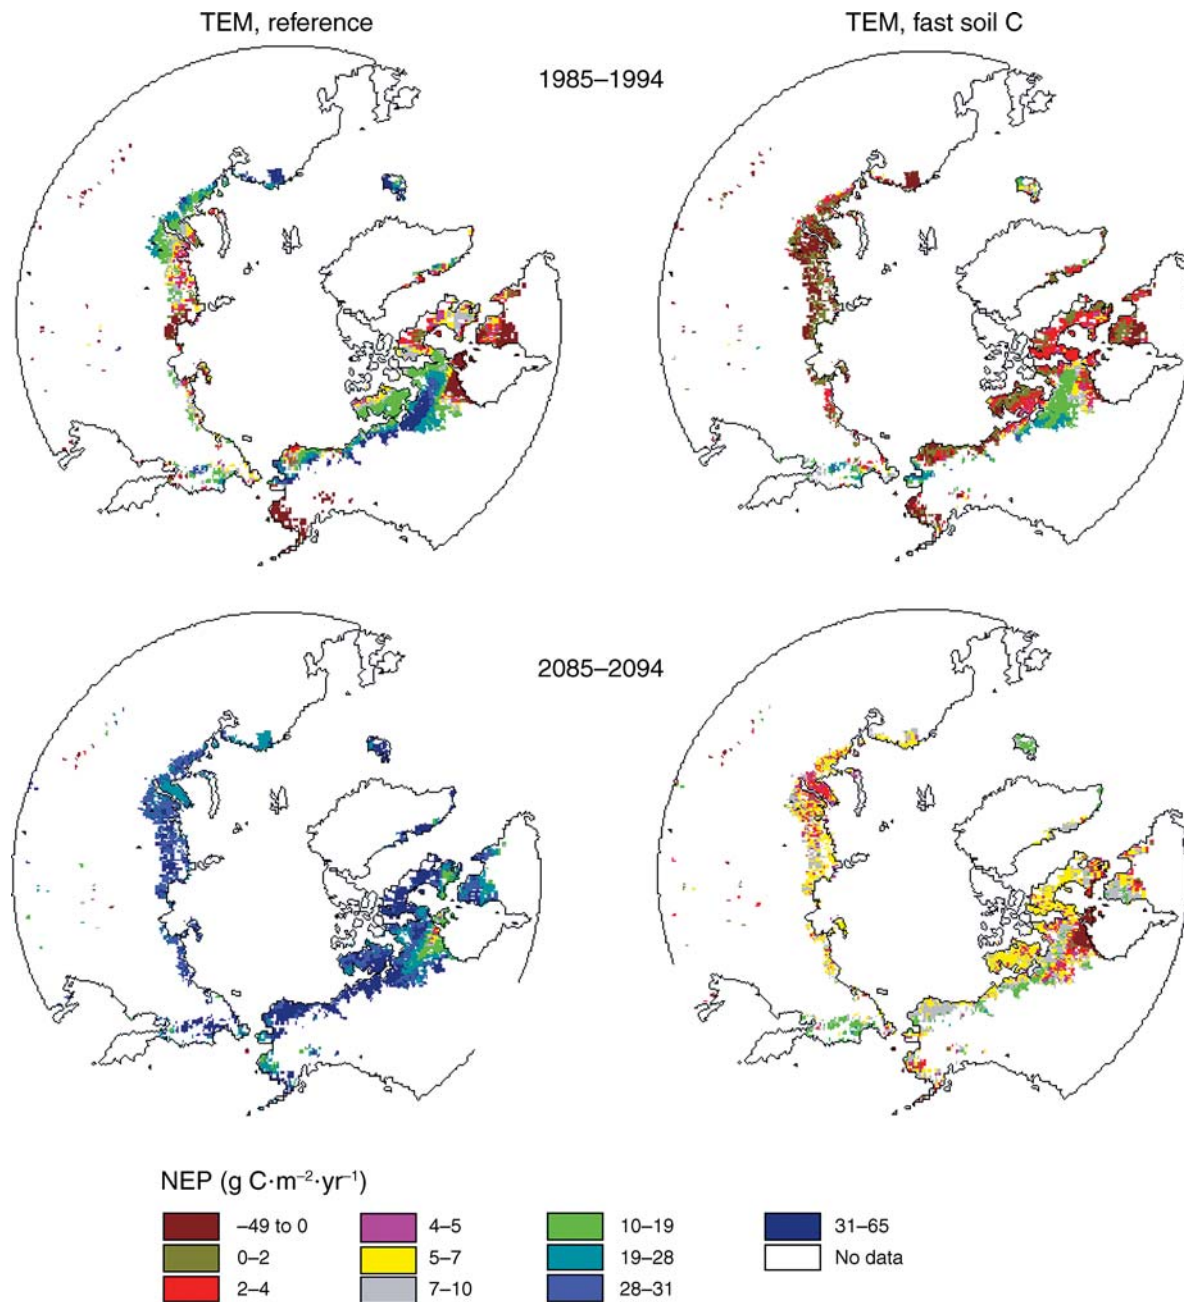 TEM, reference TEM, fast soil C
1985–1994
2085–2094
NEP (g C·m⁻²·yr⁻¹)
−49 to 0 4–5 10–19 31–65
0–2 5–7 19–28 No data
2–4 7–10 28–31